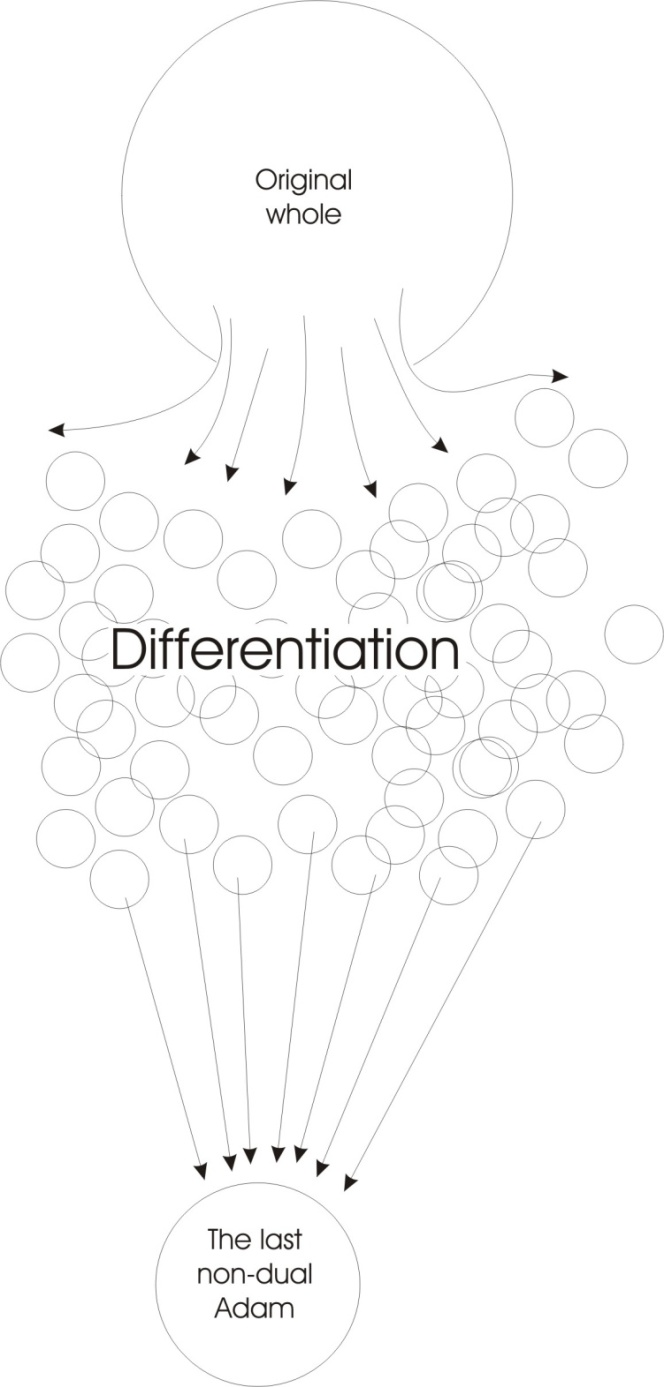 Original
whole
Differentiation
The last
non-dual
Adam